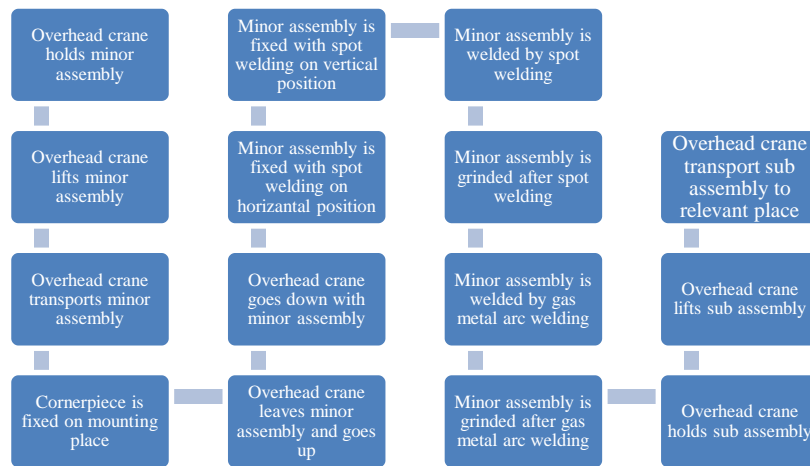 Overhead crane
holds minor
assembly
Overhead crane
lifts minor
assembly
Overhead crane
transports minor
assembly
Cornerpiece is
fixed on mounting
place
Overhead crane
leaves minor
assembly and goes
up
Overhead crane
goes down with
minor assembly
Minor assembly is
fixed with spot
welding on
horizantal position
Minor assembly is
fixed with spot
welding on vertical
position
Minor assembly is
welded by spot
welding
Minor assembly is
grinded after spot
welding
Minor assembly is
welded by gas
metal arc welding
Minor assembly is
grinded after gas
metal arc welding
Overhead crane
holds sub assembly
Overhead crane
lifts sub assembly
Overhead crane
transport sub
assembly to
relevant place